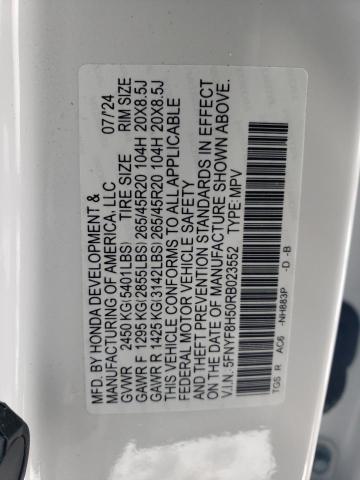 MFD. BY HONDA DEVELOPMENT &
MANUFACTURING OF AMERICA, LLC 07/'24
GVWR 2450 KG(5401LBS) TIRE SIZE RIM SIZE
GAWR F 1295 KG(2855LBS)265/45R20 104H 20X8.5J
GAWR R 1425 KG(3142LBS)265/45R20 104H 20X8.5J
THIS VEHICLE CONFORMS TO ALL APPLICABLE
FEDERAL MOTOR VEHICLE SAFETY
AND THEFT PREVENTION STANDARDS IN EFFECT
ON THE DATE OF MANUFACTURE SHOWN ABOVE.
V.I.N. 5FNYF8H50RB023552 TYPE:MPV
TGS R AC6 -NH883P -D -B